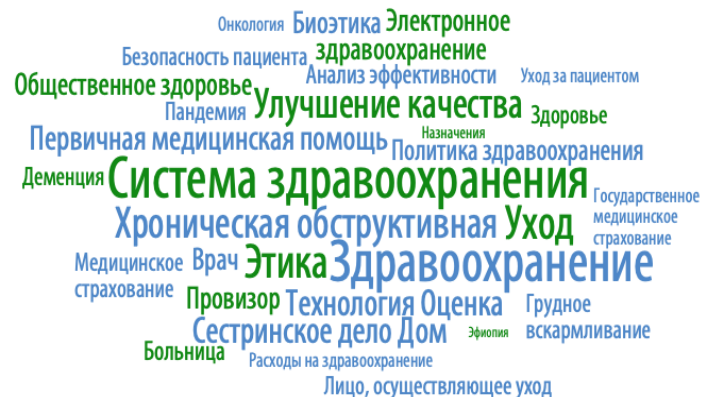 Онкология Биоэтика Электронное
здравоохранение
Безопасность пациента
Анализ эффективности Уход за пациентом
Общественное здоровье
Пандемия Улучшение качества Здоровье
Первичная медицинская помощь Назначения
Политика здравоохранения
Деменция Система здравоохранения
Государственное
медицинское
страхование
Хроническая обструктивная Уход
Медицинское
страхование
Врач Этика Здравоохранение
Провизор Технология Оценка
Грудное
вскармливание
Сестринское дело Дом Эфиопия
Больница Расходы на здравоохранение
Лицо, осуществляющее уход